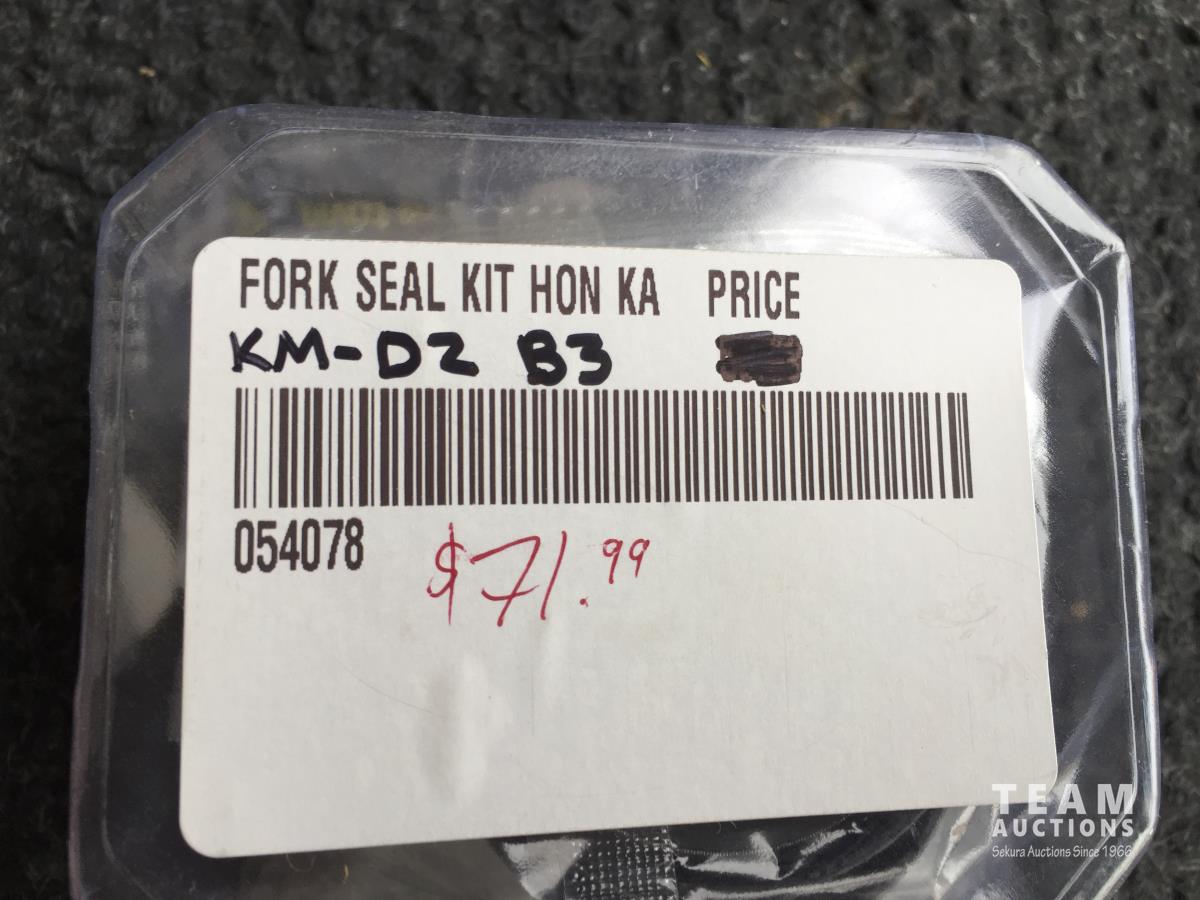 FORK SEAL KIT HON KA PRICE
KM-D2 B3
054078
$71.99
TEAM
AUCTIONS
Sekura Auctions Since 1966